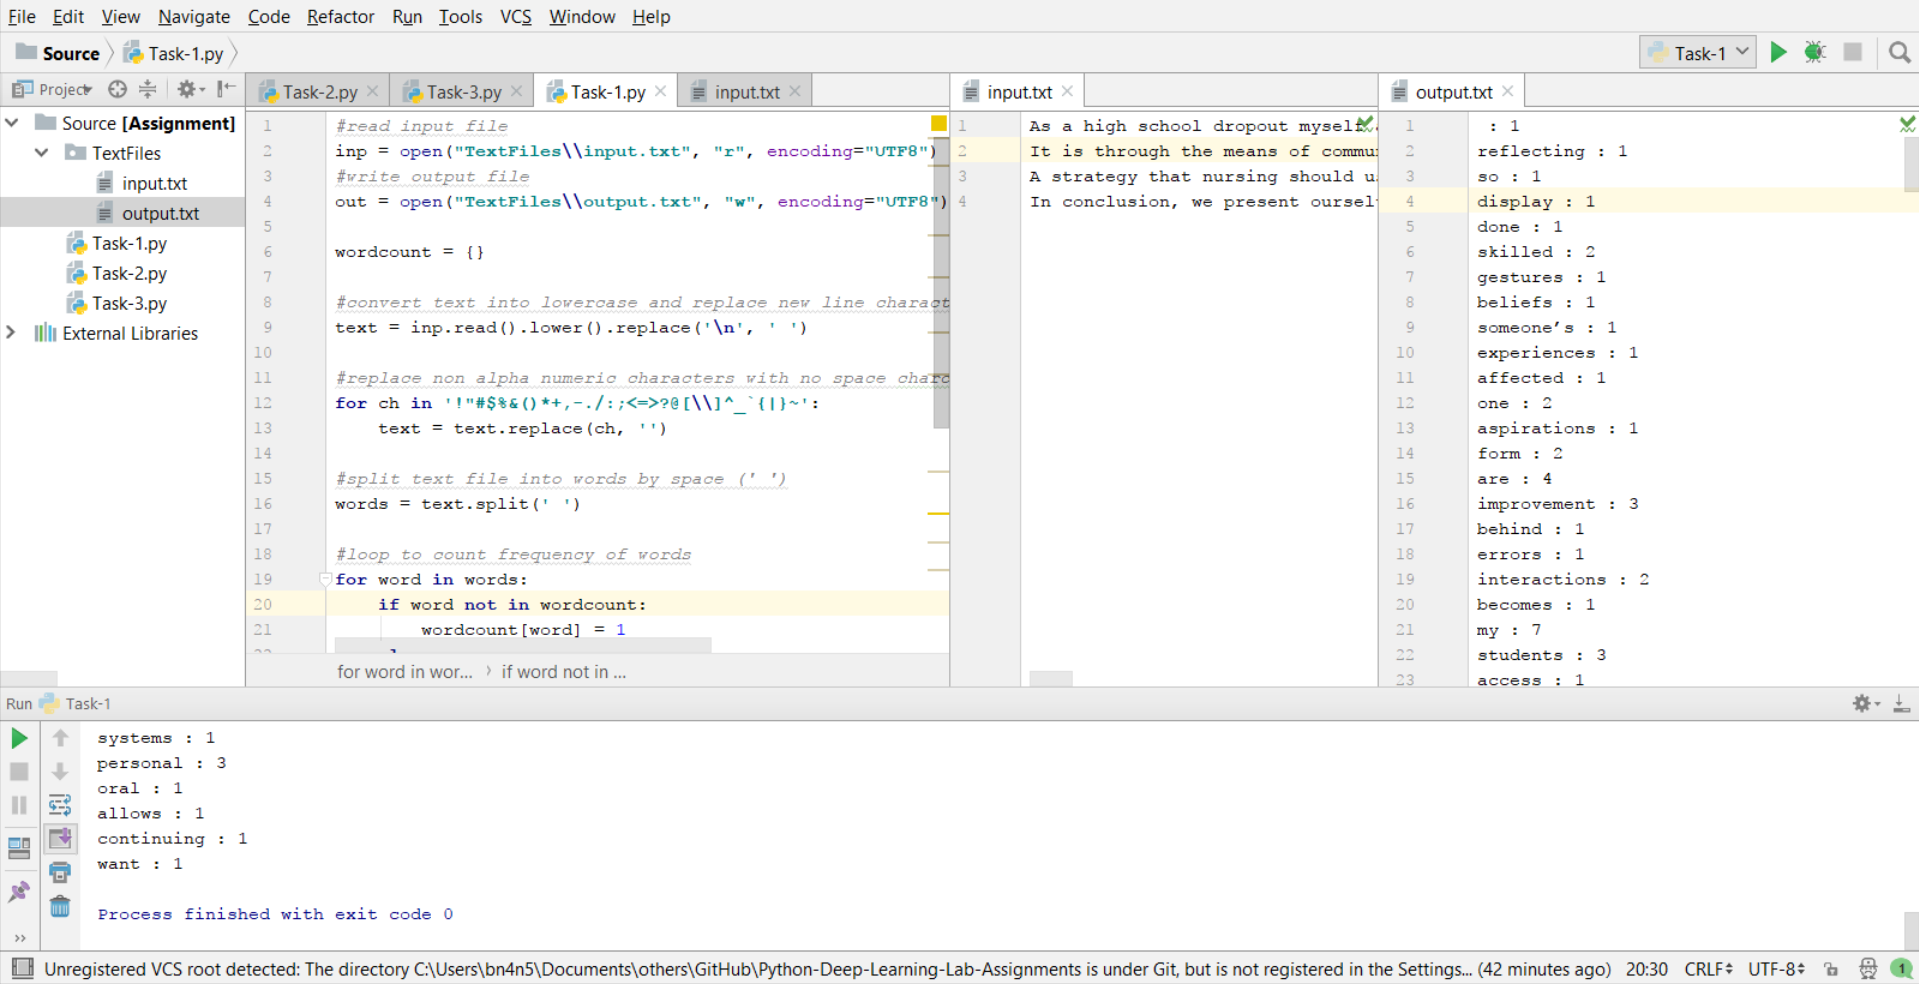 File Edit View Navigate Code Refactor Run Tools VCS Window Help
Source Task-1.py
Task-1
Project
Task-2.py Task-3.py Task-1.py input.txt
Source [Assignment]
TextFiles
input.txt
output.txt
Task-1.py
Task-2.py
Task-3.py
External Libraries
1 #read input file
2 inp = open("TextFiles\\input.txt", "r", encoding="UTF8")
3 #write output file
4 out = open("TextFiles\\output.txt", "w", encoding="UTF8")
5
6 wordcount = {}
7
8 #convert text into lowercase and replace new line charact
9 text = inp.read().lower().replace('\n', ' ')
10
11 #replace non alpha numeric characters with no space charc
12 for ch in '!"#$%&()*+,-./:;<=>?@[\\]^_`{|}~':
13 text = text.replace(ch, '')
14
15 #split text file into words by space (' ')
16 words = text.split(' ')
17
18 #loop to count frequency of words
19 for word in words:
20 if word not in wordcount:
21 wordcount[word] = 1
for word in wor... › if word not in ...
input.txt
1 As a high school dropout myself
2 It is through the means of commu
3 A strategy that nursing should u
4 In conclusion, we present oursel
output.txt
1 : 1
2 reflecting : 1
3 so : 1
4 display : 1
5 done : 1
6 skilled : 2
7 gestures : 1
8 beliefs : 1
9 someone’s : 1
10 experiences : 1
11 affected : 1
12 one : 2
13 aspirations : 1
14 form : 2
15 are : 4
16 improvement : 3
17 behind : 1
18 errors : 1
19 interactions : 2
20 becomes : 1
21 my : 7
22 students : 3
23 access : 1
Run Task-1
systems : 1
personal : 3
oral : 1
allows : 1
continuing : 1
want : 1
Process finished with exit code 0
Unregistered VCS root detected: The directory C:\Users\bn4n5\Documents\others\GitHub\Python-Deep-Learning-Lab-Assignments is under Git, but is not registered in the Settings... (42 minutes ago) 20:30 CRLF UTF-8 1